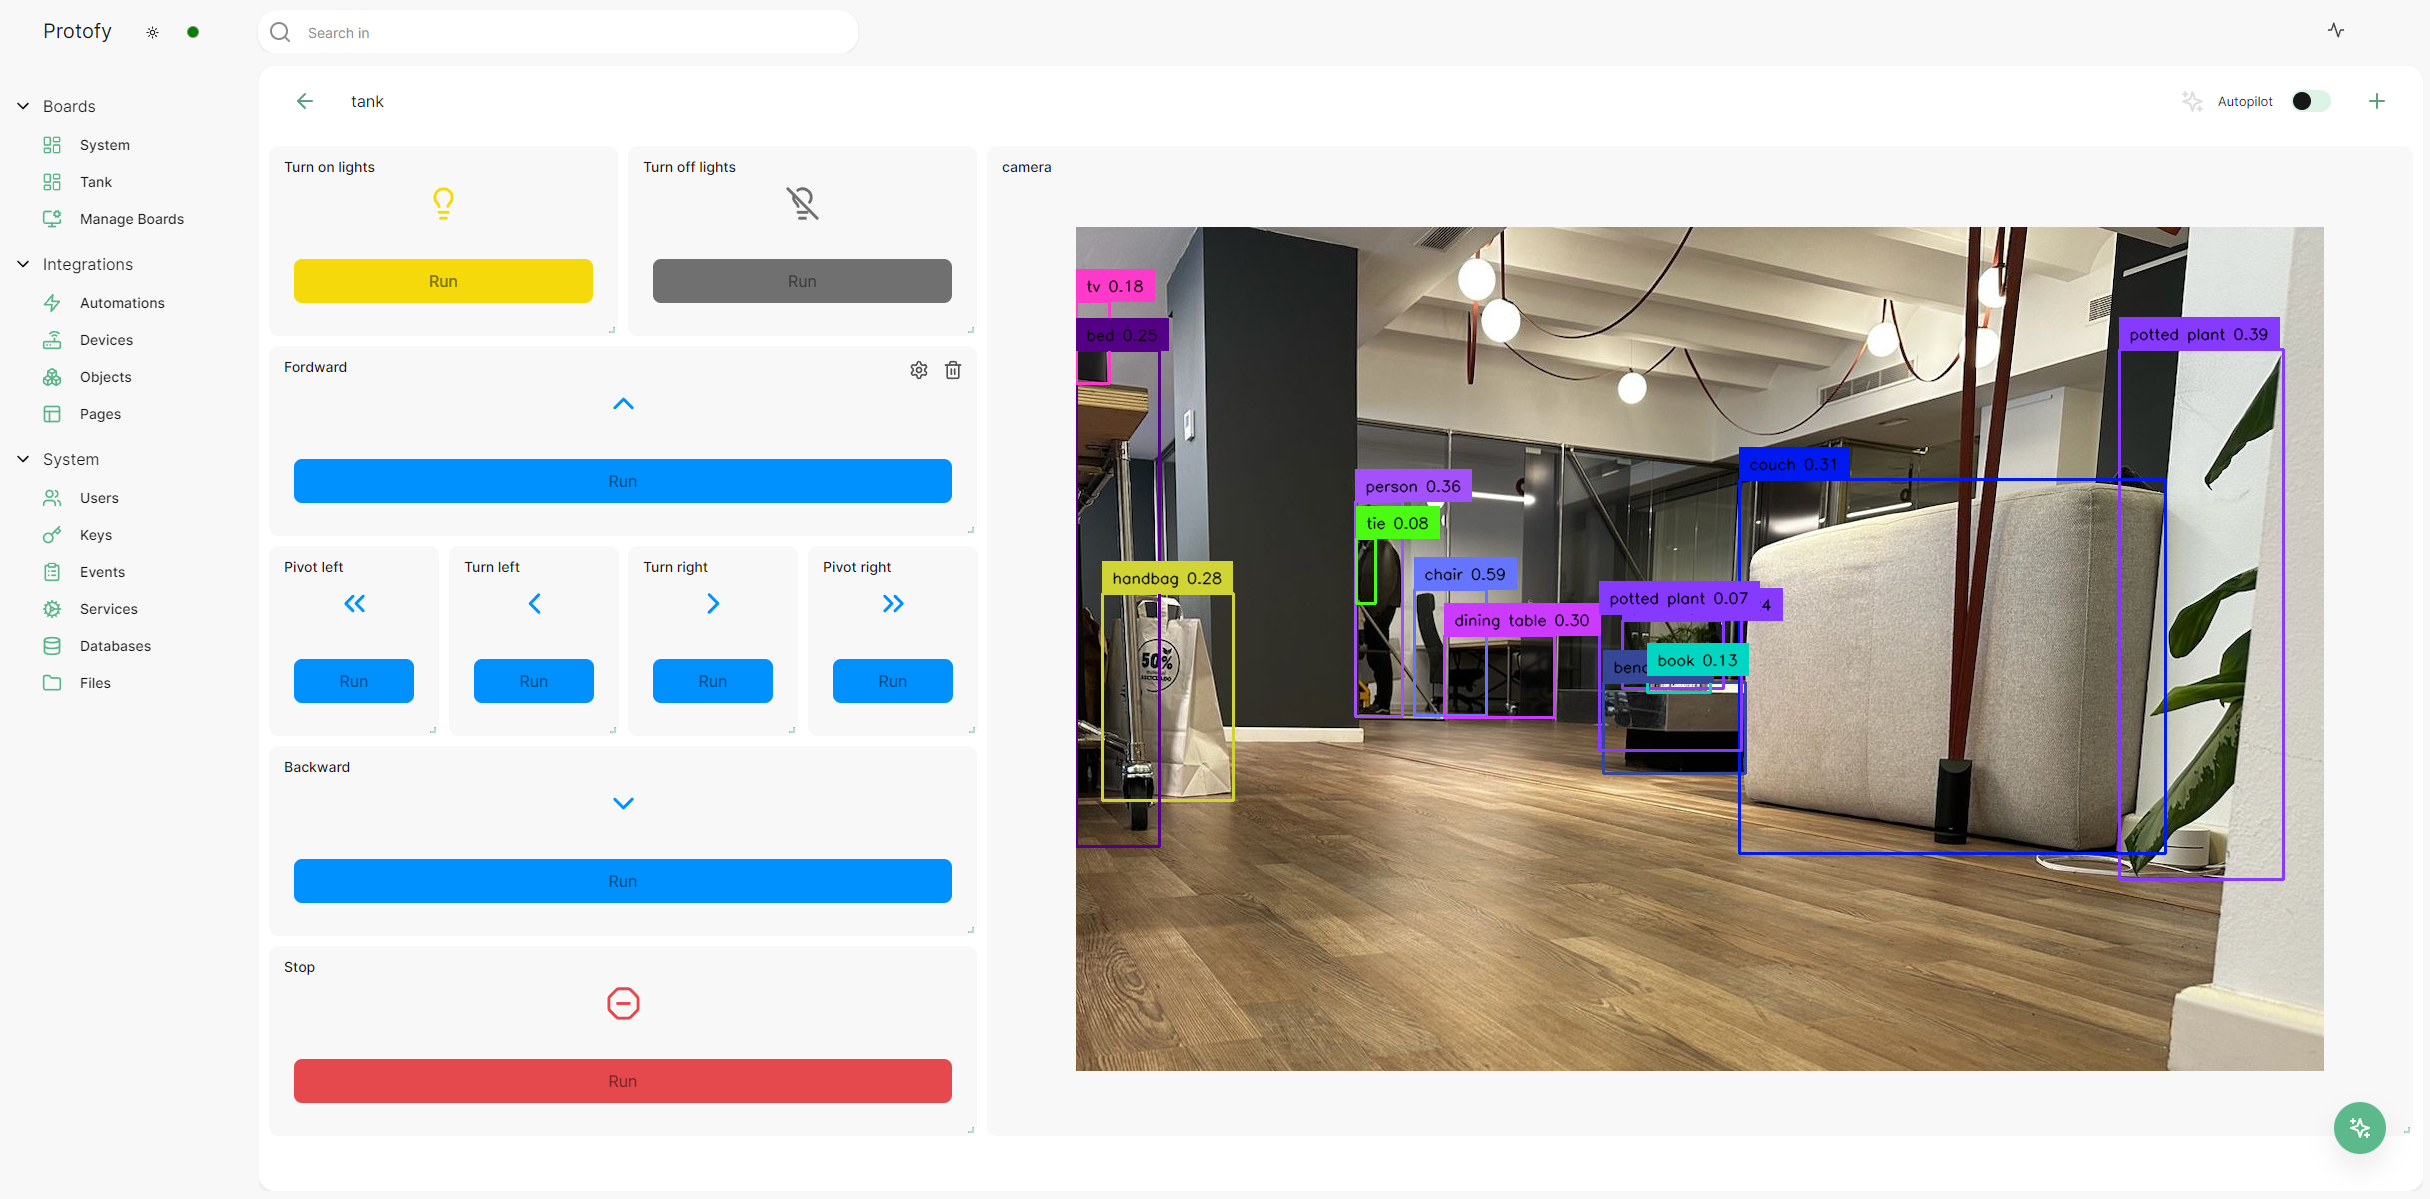 Protofy
Search in
Boards
System
Tank
Manage Boards
Integrations
Automations
Devices
Objects
Pages
System
Users
Keys
Events
Services
Databases
Files
tank
Autopilot
Turn on lights
Run
Turn off lights
Run
Fordward
Run
Pivot left
Run
Turn left
Run
Turn right
Run
Pivot right
Run
Backward
Run
Stop
Run
camera
tv 0.18
bed 0.25
potted plant 0.39
couch 0.31
person 0.36
tie 0.08
chair 0.59
handbag 0.28
potted plant 0.07
4
dining table 0.30
book 0.13
50%